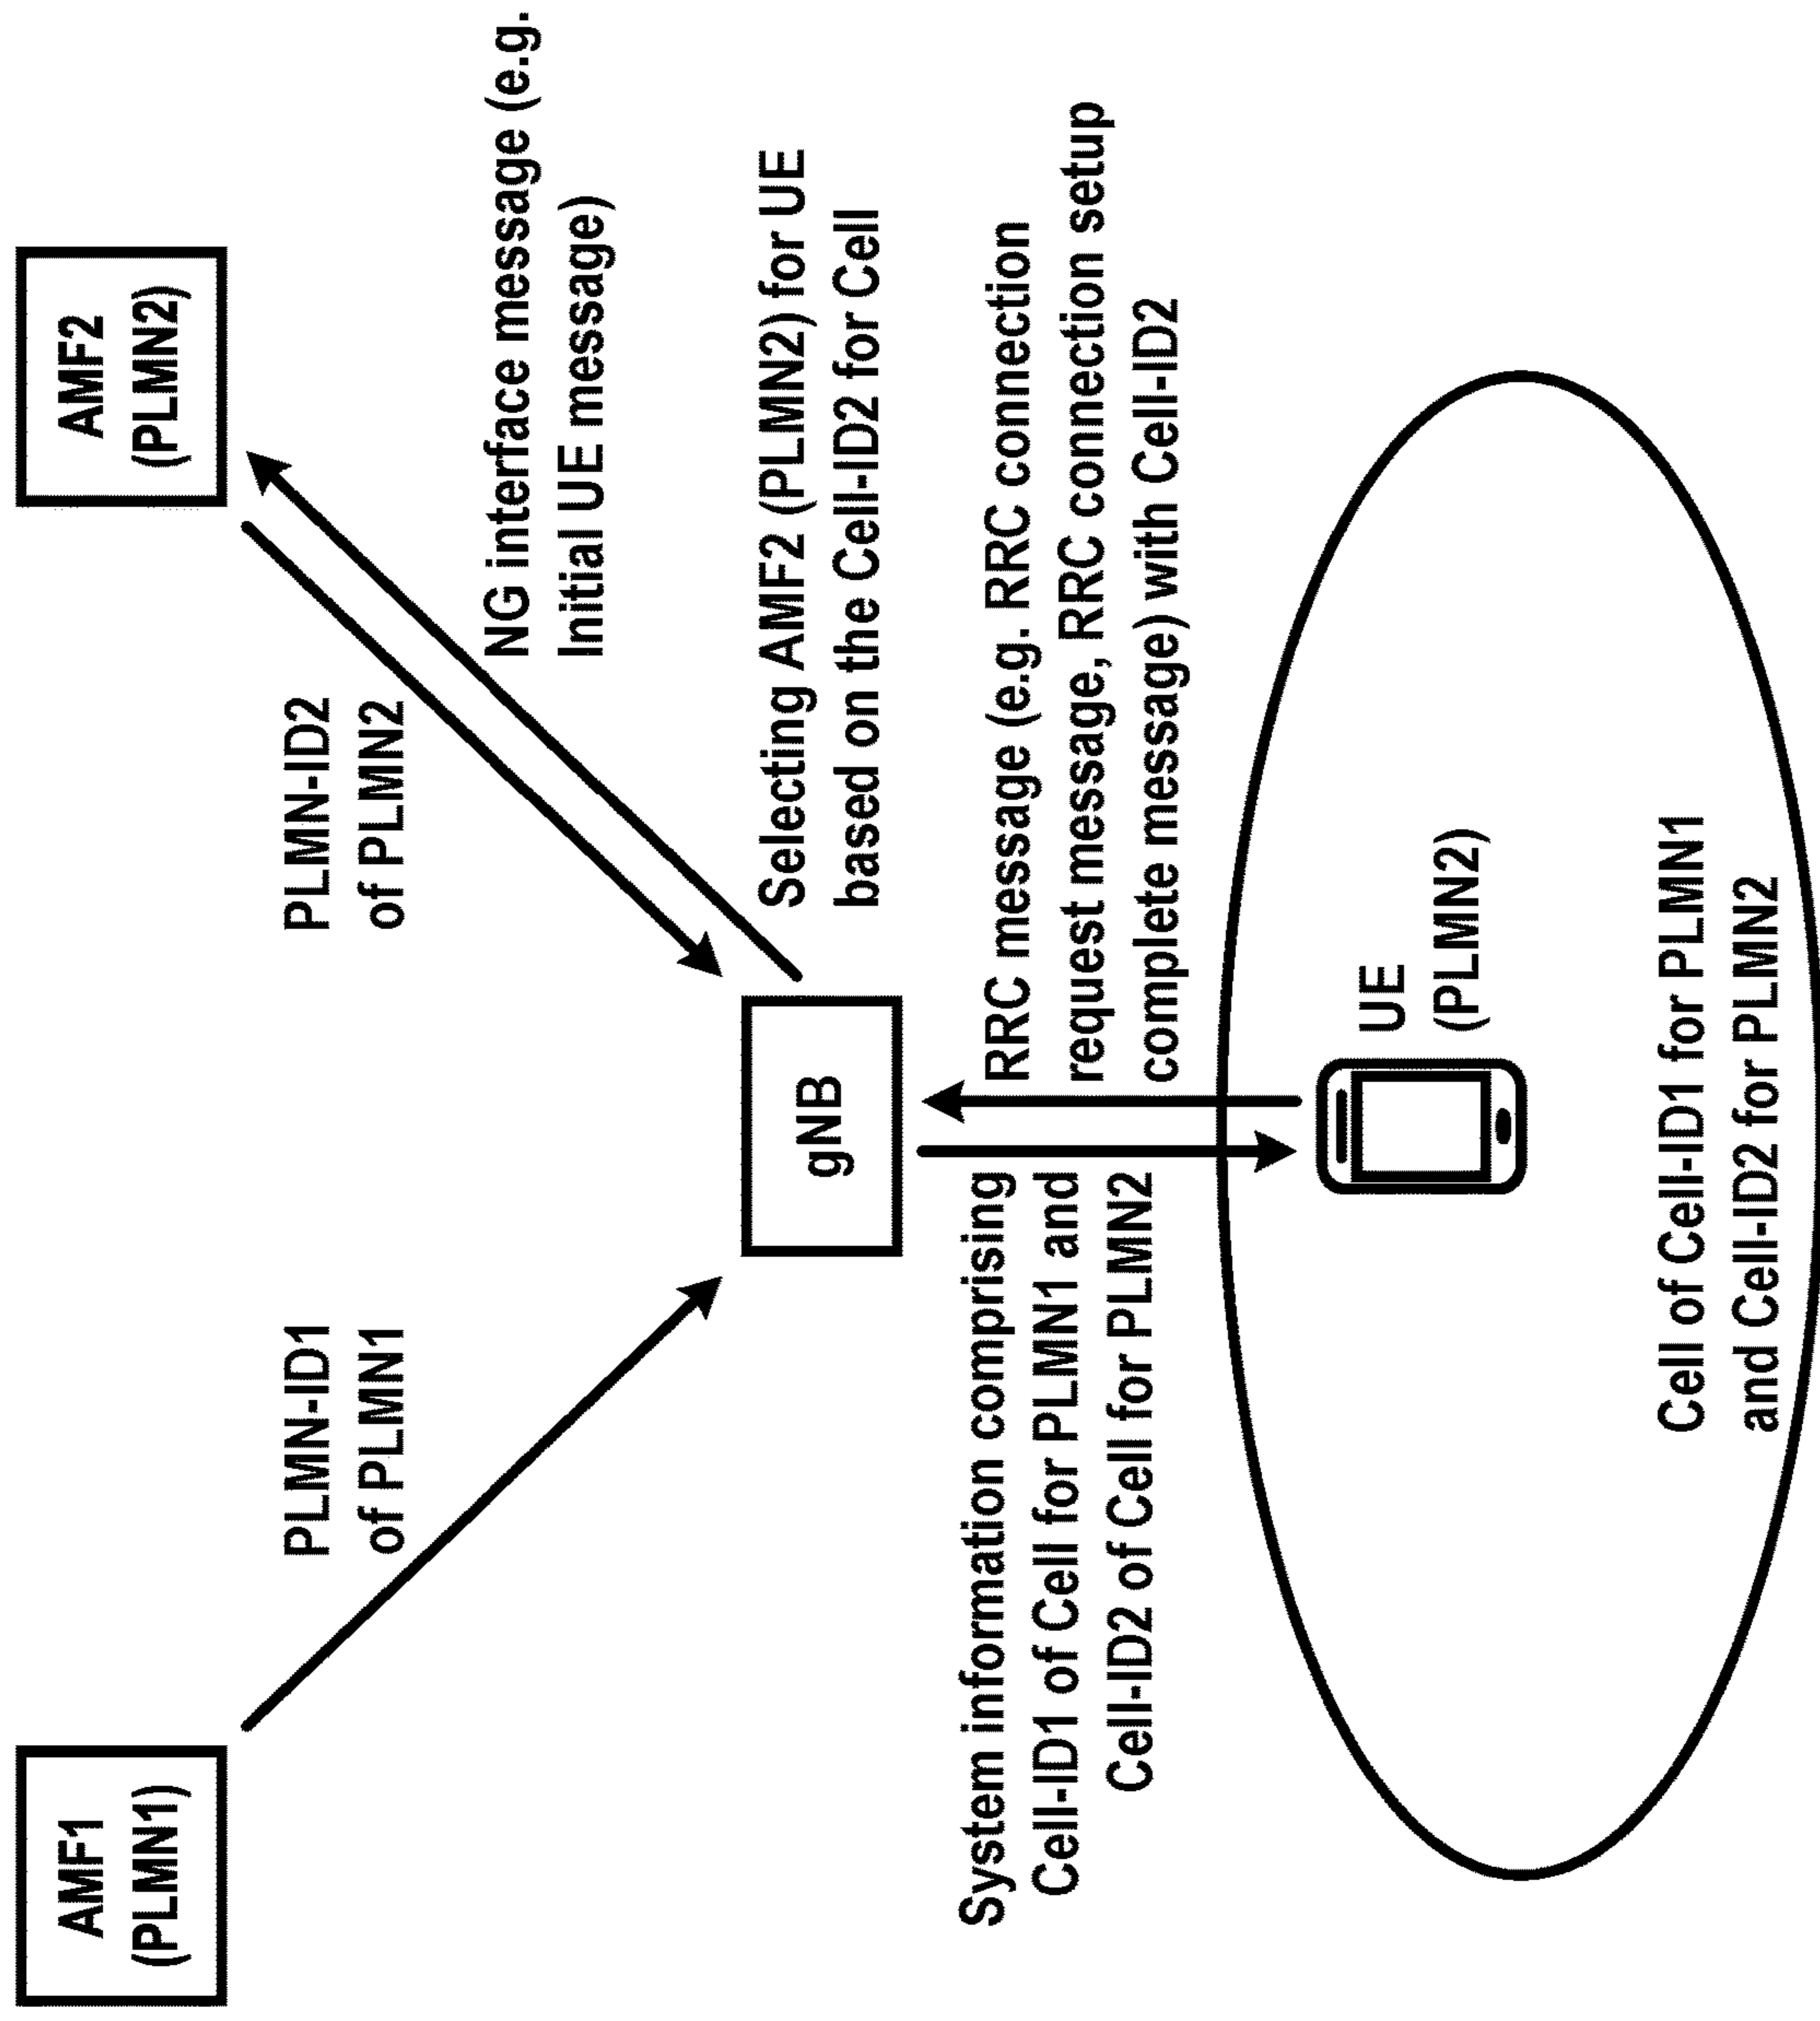 AMF1
(PLMN1)
AMF2
(PLMN2)
PLMN-ID1
of PLMN1
PLMN-ID2
of PLMN2
NG interface message (e.g.
Initial UE message)
gNB
Selecting AMF2 (PLMN2) for UE
based on the Cell-ID2 for Cell
System information comprising
Cell-ID1 of Cell for PLMN1 and
Cell-ID2 of Cell for PLMN2
RRC message (e.g. RRC connection
request message, RRC connection setup
complete message) with Cell-ID2
UE
(PLMN2)
Cell of Cell-ID1 for PLMN1
and Cell-ID2 for PLMN2